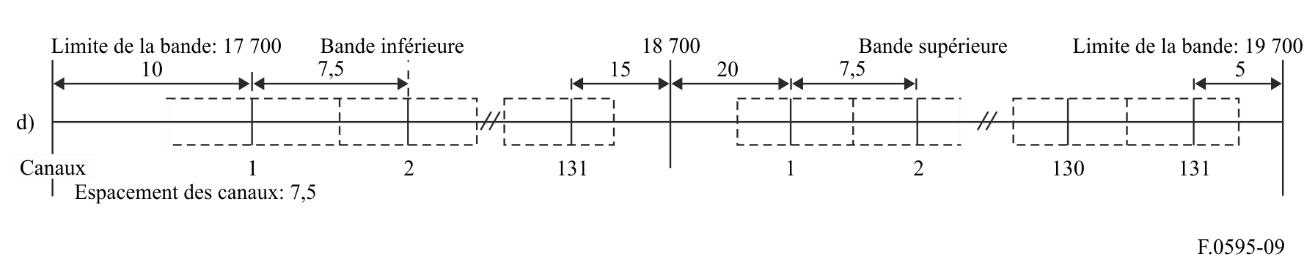 Limite de la bande: 17 700 Bande inférieure 18 700 Bande supérieure Limite de la bande: 19 700
10 7,5 15 20 7,5 5
d)
Canaux 1 2 131 1 2 130 131
Espacement des canaux: 7,5
F.0595-09